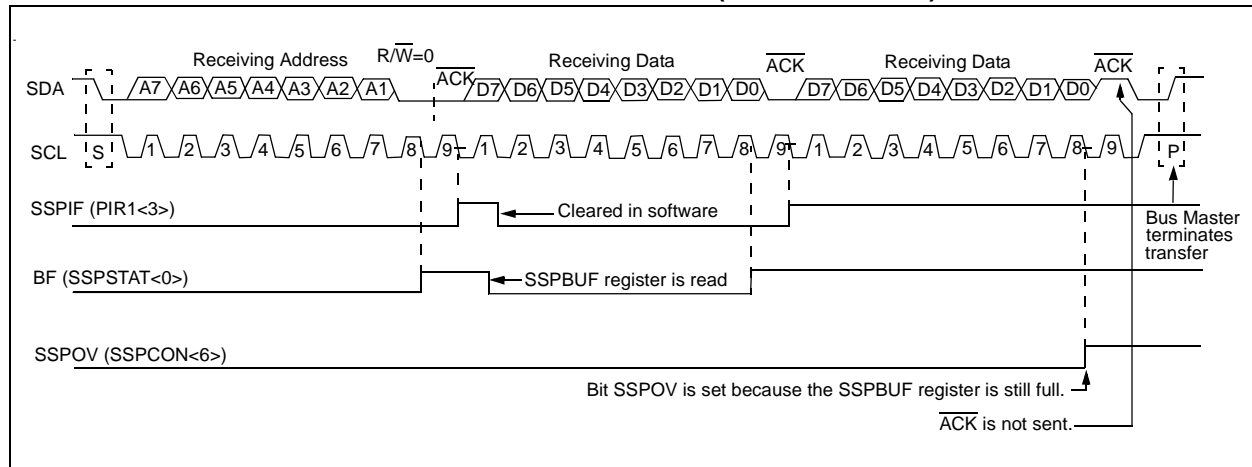 Receiving Address R/W=0 Receiving Data ACK Receiving Data ACK
ACK
SDA A7 A6 A5 A4 A3 A2 A1 D7 D6 D5 D4 D3 D2 D1 D0 D7 D6 D5 D4 D3 D2 D1 D0
SCL S 1 2 3 4 5 6 7 8 9 1 2 3 4 5 6 7 8 9 1 2 3 4 5 6 7 8 9 P
SSPIF (PIR1<3>) Cleared in software
Bus Master
terminates
transfer
BF (SSPSTAT<0>) SSPBUF register is read
SSPOV (SSPCON<6>)
Bit SSPOV is set because the SSPBUF register is still full.
ACK is not sent.